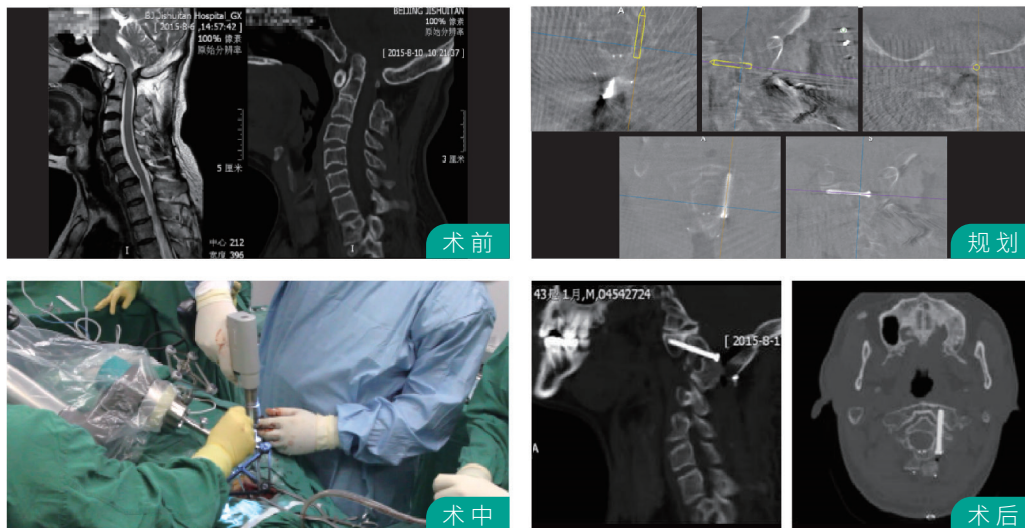 BJ Jishuitan Hospital_GX
[ 2015-8-6 ,14:57:42 ]
100% 像素
原始分辨率
5 厘米
中心 212
宽度 396
I
BEIJING JISHUITAN
100% 像素
原始分辨率
[ 2015-8-10 ,10:21:37 ]
3 厘米
I
术前
A
规划
术中
43岁 1月,M,04542724
[ 2015-8-1
A
术后